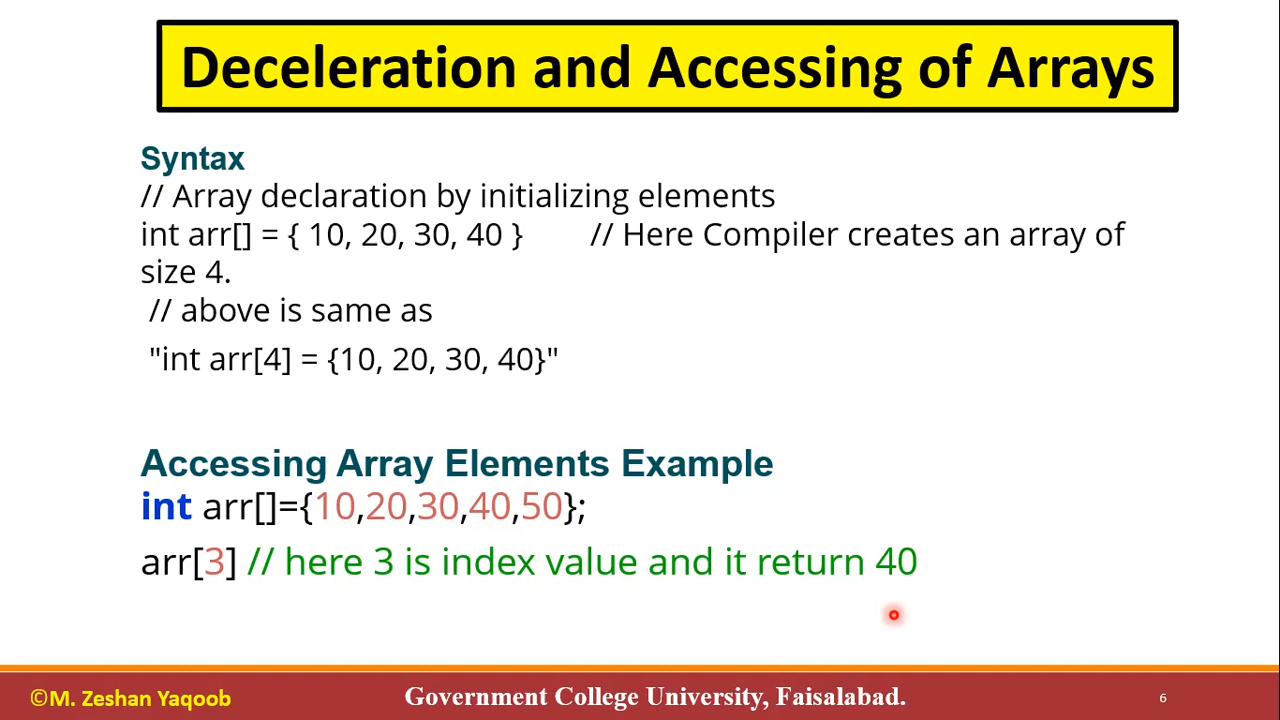 Deceleration and Accessing of Arrays
Syntax
// Array declaration by initializing elements
int arr[] = { 10, 20, 30, 40 } // Here Compiler creates an array of
size 4.
// above is same as
"int arr[4] = {10, 20, 30, 40}"
Accessing Array Elements Example
int arr[]={10,20,30,40,50};
arr[3] // here 3 is index value and it return 40
©M. Zeshan Yaqoob
Government College University, Faisalabad.
6